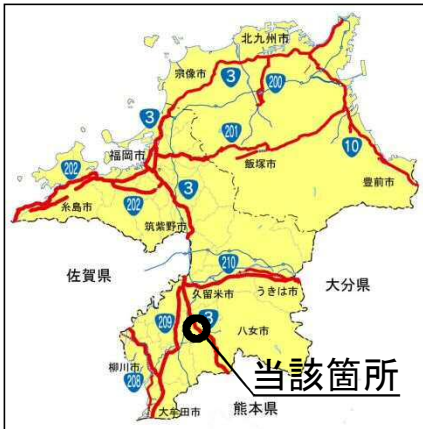 北九州市
宗像市
3
200
3
201
福岡市
10
202
飯塚市
豊前市
糸島市
202
3
筑紫野市
佐賀県
210
大分県
久留米市
うきは市
209
3
八女市
柳川市
208
当該箇所
大牟田市
熊本県